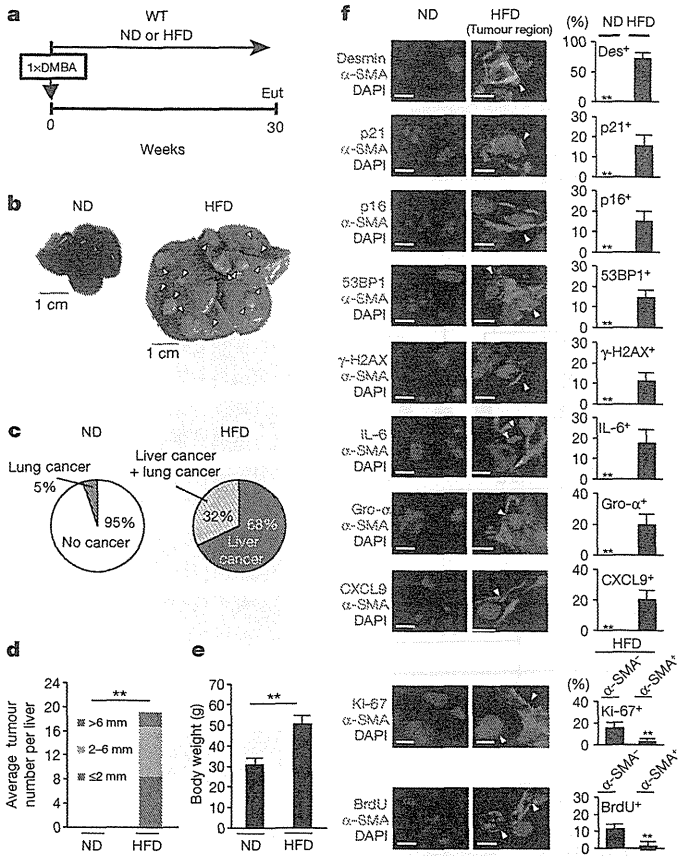 a
WT
ND or HFD
1×DMBA
Eut
0
30
Weeks
b
ND
HFD
1 cm
1 cm
c
ND
HFD
Lung cancer
5%
95%
No cancer
Liver cancer
+ lung cancer
32%
68%
Liver
cancer
d
Average tumour
number per liver
24
20
16
12
8
4
0
**
>6 mm
2–6 mm
≤2 mm
ND
HFD
e
Body weight (g)
70
60
50
40
30
20
10
0
**
ND
HFD
f
ND
HFD
(Tumour region)
(%)
ND HFD
Desmin
α-SMA
DAPI
100
50
0
Des+
**
p21
α-SMA
DAPI
30
20
10
0
p21+
**
p16
α-SMA
DAPI
30
20
10
0
p16+
**
53BP1
α-SMA
DAPI
30
20
10
0
53BP1+
**
γ-H2AX
α-SMA
DAPI
30
20
10
0
γ-H2AX+
**
IL-6
α-SMA
DAPI
30
20
10
0
IL-6+
**
Gro-α
α-SMA
DAPI
40
20
0
Gro-α+
**
CXCL9
α-SMA
DAPI
40
20
0
CXCL9+
**
HFD
α-SMA−
α-SMA+
(%)
Ki-67
α-SMA
DAPI
40
30
20
10
0
Ki-67+
**
α-SMA−
α-SMA+
BrdU
α-SMA
DAPI
30
20
10
0
BrdU+
**